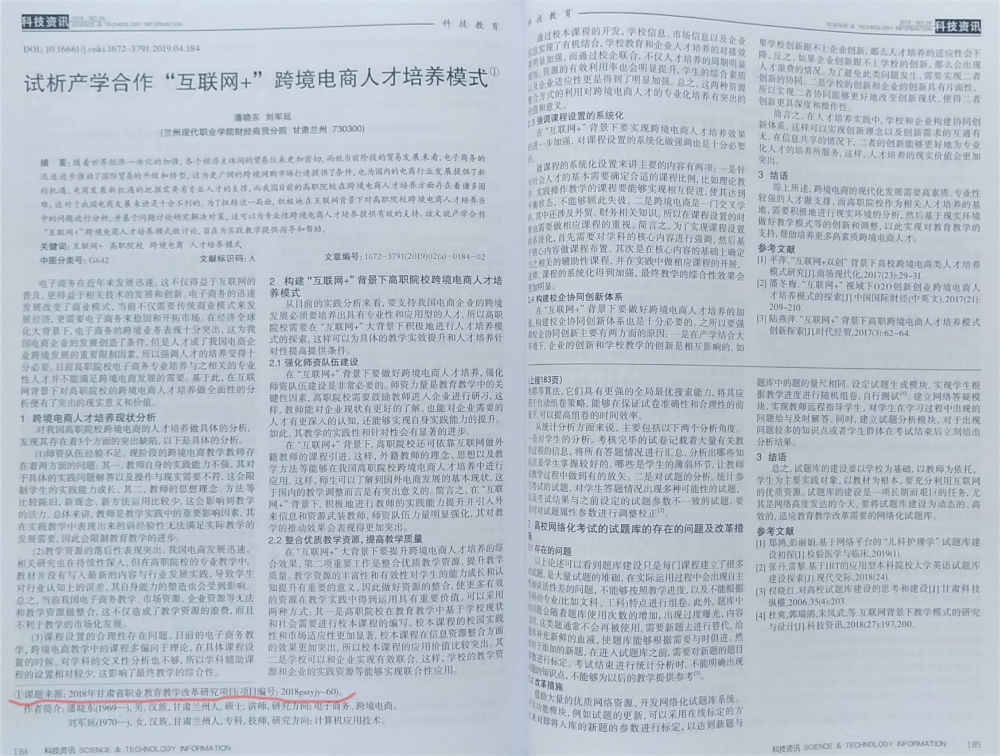 科技资讯 2019 NO.04
SCIENCE & TECHNOLOGY INFORMATION
科技教育
DOI：10.16661/j.cnki.1672-3791.2019.04.184
试析产学合作“互联网+”跨境电商人才培养模式①
潘晓东 刘军延
(兰州现代职业学院财经商贸分院 甘肃兰州 730300)
摘 要：随着世界经济一体化的加强，各个经济主体间的贸易往来更加密切，而就当前阶段的贸易发展来看，电子商务的
迅速进步推动了国际贸易的升级和转型，这为更广阔的跨境网购市场打造提供了条件，也为国内的电商行业发展提供了新
的机遇。电商发展新机遇的把握需要有专业人才的支撑，而我国目前的高职院校在跨境电商人才培养方面存在着诸多困
难，这对于我国电商发展来讲是十分不利的。为了扭转这一局面，积极地在互联网背景下对高职院校跨境电商人才培养当
中的问题进行分析，并基于问题讨论研究解决对策，这可以为专业性跨境电商人才培养提供有效的支持。该文就产学合作
“互联网+”跨境电商人才培养模式做讨论，旨在为实践教学提供指导和帮助。
关键词：互联网+ 高职院校 跨境电商 人才培养模式
中图分类号：G642 文献标识码：A 文章编号：1672-3791(2019)02(a)-0184-02
电子商务在近年来发展迅速，这不仅得益于互联网的
普及，更得益于相关技术的发展和创新。电子商务的迅速
发展改变了商业模式，当前不仅需要传统商业模式来发
展经济，更需要电子商务来稳固和开拓市场。在经济全球
化大背景下，电子商务的跨境业务表现十分突出，这为我
国电商企业的发展创造了条件，但是人才成了我国电商企
业跨境发展的重要限制因素，所以强调人才的培养变得十
分必要。目前高职院校电子商务专业培养与之相关的专业
性人才并不能满足跨境电商发展的需要。基于此，在互联
网背景下对高职院校的跨境电商人才培养做全面性的分
析便有了突出的现实意义和价值。
1 跨境电商人才培养现状分析
对我国高职院校跨境电商的人才培养做具体的分析，
发现其存在着3个方面的突出缺陷，以下是具体的分析。
(1)师资队伍经验不足。现阶段的跨境电商教学教师存
在着两方面的问题：其一，教师自身的实践能力不强，其对
于具体的实践问题解答以及操作与现实需要不符，这会限
制学生的实践能力成长。其二，教师的思想理念、方法等
比较陈旧，新观念、新方法运用比较少，这会影响到教学
的活力。总体来讲，教师是教学实践中的重要影响因素，其
在实践教学中表现出来的弱经验性无法满足实际教学的
发展需要，因此会限制教育教学的进步。
(2)教学资源的落后性表现突出。我国电商发展迅速，
相关研究也在持续性深入，但在高职院校的专业教学中，
教材并没有写入最新的内容与行业发展实践，导致学生
对行业认知上的误差，其自身能力的塑造也会受到影响。
总之，当前我国电子商务教学、市场资源、企业资源等无法
和教学资源做整合，这不仅造成了教学资源的浪费，而且
不利于教学的市场化发展。
(3)课程设置的合理性存在问题。目前的电子商务教
学，跨境电商教学中的课程多偏向于理论，在具体课程设
置的时候，对学科的交叉性分析也不够，所以学科辅助课
程的设置相对较少，这影响了最终教学的综合性。
2 构建“互联网+”背景下高职院校跨境电商人才培
养模式
从目前的实践分析来看，要支持我国电商企业的跨境
发展必须要培养出具有专业性和应用型的人才，所以高职
院校需要在“互联网+”大背景下积极地进行人才培养模
式的探索，这样可以为具体的教学实效提升和人才培养针
对性提高提供条件。
2.1 强化师资队伍建设
在“互联网+”背景下要做好跨境电商人才培养，强化
师资队伍建设是非常必要的。师资力量是教育教学中的关
键性因素，高职院校需要鼓励教师进入企业进行研习，这
样，教师能对企业现状有更好的了解，也能对企业需要的
人才有更深入的认知，还能够实现自身实践能力的提升。
如此，其教学的实践性和针对性会有显著的进步。
在“互联网+”背景下，高职院校还可依靠互联网做外
籍教师的课程引进，这样，外籍教师的理念、思想以及教
学方法等能够在我国高职院校跨境电商人才培养中进行
应用。这样，师生可以了解到国外电商发展的基本现状，这
于国内的教学调整而言是有突出意义的。简言之，在“互联
网+”背景下，积极地进行教师的实践能力提升并引入外
来信息和资源武装教师，师资队伍力量明显强化，其对教
学的推动效果会表现得更加突出。
2.2 整合优质教学资源，提高教学质量
在“互联网+”大背景下要提升跨境电商人才培养的综
合效果，第二项重要工作是整合优质教学资源，提升教学
质量。教学资源的丰富性和有效性对学生的能力成长和认
知提升有重要的意义，因此做好资源的整合，使更多有效
的资源在教学实践中得到运用具有重要价值。可以采用
两种方式：其一是高职院校在教育教学中基于学校现状
和社会需要进行校本课程的编写。校本课程的校园实践
性和市场适应性更加显著，校本课程在信息资源整合方面
的效果更加突出，所以校本课程的应用价值比较突出。其
二是学校可以和企业实现有效联合，这样，学校的教学资
源和企业的实践资源等能够实现联合性应用。
①课题来源：2018年甘肃省职业教育教学改革研究项目(项目编号：2018gszyjy-60)。
作者简介：潘晓东(1969—)，男，汉族，甘肃兰州人，硕士，讲师，研究方向：电子商务、跨境电商。
刘军延(1970—)，女，汉族，甘肃兰州人，专科，技师，研究方向：计算机应用技术。
184 科技资讯 SCIENCE & TECHNOLOGY INFORMATION
技教育
2019 NO.04
SCIENCE & TECHNOLOGY INFORMATION 科技资讯
通过校本课程的开发，学校信息、市场信息以及企业
息实现了有机结合，学校教育和企业人才培养的对接效
明显加强，而通过校企联合，不仅人才培养的周期明显
缩短，资源的有效利用率也会明显提升，学生的综合素质
及企业适应性更是得到了明显加强。总之，这两种资源
整合方式的利用对跨境电商人才的专业化培养有突出的
价值和意义。
2.3 强调课程设置的系统化
在“互联网+”背景下要实现跨境电商人才培养效果
的进一步加强，对课程设置的系统化做强调也是十分必要
的。
就课程的系统化设置来讲主要的内容有两项：一是针
对社会人才的基本需要确定合适的课程比例，比如理论教
学、实践操作教学的课程要能够实现相互促进，使其达到
平衡状态，不能够顾此失彼。二是跨境电商是一门交叉学
科，其中还涉及外贸、财务相关知识，所以在课程设置的时
候也需要做相应课程的重视。简言之，为了实现课程设置
的系统化，首先需要对学科的核心内容进行强调，然后基
于核心内容做课程布置。其次是在核心内容的基础上确定
与之相关的辅助性课程，并在实践中做相应课程的开展，
这样，课程的系统化得到加强，最终教学的综合性效果会
更加明显。
2.4 构建校企协同创新体系
在“互联网+”背景下要做好跨境电商人才培养的加
强，构建校企协同创新体系也是十分必要的。之所以要强
调校企协同创新主要有两方面的原因：一是在产学结合大
环境下，企业的创新和学校教学的创新是相互影响的，如
果学校创新跟不上企业创新，那么人才培养的适应性会下
降，反之，如果企业创新跟不上学校的创新，那么会出现
人才浪费的情况。为了避免此类问题发生，需要实现二者
创新的协同。二是学校的创新和企业的创新具有片面性，
所以实现二者协同能够更好地改变创新现状，使得二者
创新更具深度和操作性。
简言之，在人才培养实践中，学校和企业构建协同创
新体系，这样可以实现创新理念以及创新需求的互通有
无，在信息共享的情况下，二者的创新能够更好地为专业
化人才的培养所服务，这样，人才培养的现实价值会更加
突出。
3 结语
综上所述，跨境电商的现代化发展需要高素质、专业性
较强的人才做支撑，而高职院校作为相关人才培养的基
地，需要积极地进行现实环境的分析，然后基于现实环境
做好教学模式等的创新和调整，以此实现对教育教学的
支持，帮助培养更多高素质跨境电商人才。
参考文献
[1] 平萍.“互联网+双创”背景下高校跨境电商类人才培养
模式研究[J].商场现代化，2017(23):29-31.
[2] 潘冬梅.“互联网+”视域下O2O创新创业跨境电商人
才培养模式的探索[J].中国国际财经(中英文)，2017(21):
209-210.
[3] 陆燕萍.“互联网+”背景下高职跨境电商人才培养模式
创新探索[J].时代经贸，2017(3):62-64.
(上接183页)
鱼群等算法，它们具有更强的全局最优搜索能力，将其应
用于自动组卷策略，能够在保证试卷准确性和合理性的前
提下，可以提高组卷的时间效率。
从统计分析方面来说，主要包括以下两个分析角度。
一是对学生的分析。考核完毕的试卷记载着大量有关教
学过程的信息，将所有答题情况进行汇总，分析出哪些知
识点是学生掌握较好的，哪些是学生的薄弱环节，让教师
在教学过程中做到有的放矢。二是对试题的分析。统计参
与考试的试题，对学生答题情况出现多种可能性的试题，
以及考试结果与之前设定的试题参数不一致的试题，要
及时对试题属性参数进行调整校正[2]。
2 高校网络化考试的试题库的存在的问题及改革措
施
2.1 存在的问题
以上论述可以看到题库建设只是每门课程建立了很多
的试题，是大量试题的堆砌，在实际运用过程中会出现自主
性和灵活性差的问题，不能够按照教学进度，以及不能根据
学科的专业(比如文科、工科)特点进行组卷。此外，题库中
的旧题会随着题库使用次数的增加，出现过度曝光，内容
过时，这类题通常不会再被使用，需要新题去进行替代，给
题库补充新鲜的血液，使题库能够根据需要与时俱进。然
而对于添加的新题，在进入试题库之前，需要对新题的题目
参数进行标定。考试结束进行统计分析时，不能明确出现
问题的知识点，不能够为以后的教学提供参考[3]。
2.2 改革措施
借助大量的优质网络资源，开发网络化试题库系统。
开发功能模块，例如试题的更新，可以采用在线标定的方
法来对即将入库的新题的参数进行标定，以达到新题与
题库中的题的量尺相同。设定试题生成模块，实现学生根
据教学进度进行随机组卷，自行测试[4]。建立网络答疑模
块，实现教师远程指导学生，对学生在学习过程中出现的
问题给与及时解答。同时，建立试题分析模块，对于出现
问题较多的知识点或者学生群体在考试结束后立刻给出
分析结果。
3 结语
总之，试题库的建设要以学校为基础，以教师为依托，
学生为主要实践对象，以教材为根本，要充分利用互联网
的优质资源。试题库的建设是一项长期而艰巨的任务，尤
其是网络高度发达的今天，要将试题库建设为动态的、高
效的，适应教育教学改革需要的网络化试题库。
参考文献
[1] 郑鸿，彭丽娟.基于网络平台的“儿科护理学”试题库建
设初探[J].检验医学与临床，2019(1).
[2] 张丹，雷黎.基于IRT的应用型本科院校大学英语试题库
建设探索[J].现代交际，2018(24).
[3] 权晓红.对高校试题库建设的思考和建设[J].甘肃科技
纵横，2006,35(4):203.
[4] 杜爽，郭瑞鹏，朱凤武，等.互联网背景下教学模式的研究
与设计[J].科技资讯，2018(27):197,200.
科技资讯 SCIENCE & TECHNOLOGY INFORMATION 185